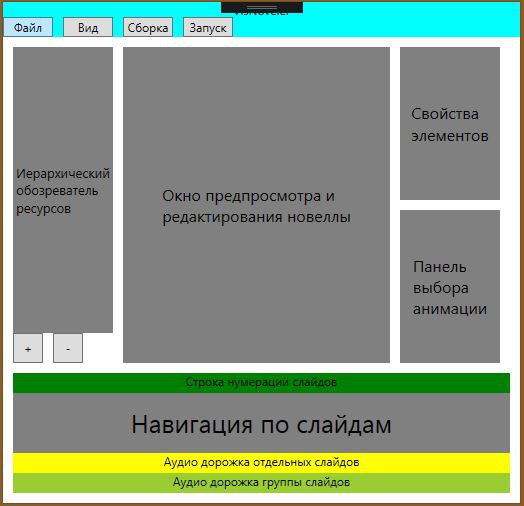 Файл Вид Сборка Запуск
Иерархический
обозреватель
ресурсов
+ -
Окно предпросмотра и
редактирования новеллы
Свойства
элементов
Панель
выбора
анимации
Строка нумерации слайдов
Навигация по слайдам
Аудио дорожка отдельных слайдов
Аудио дорожка группы слайдов